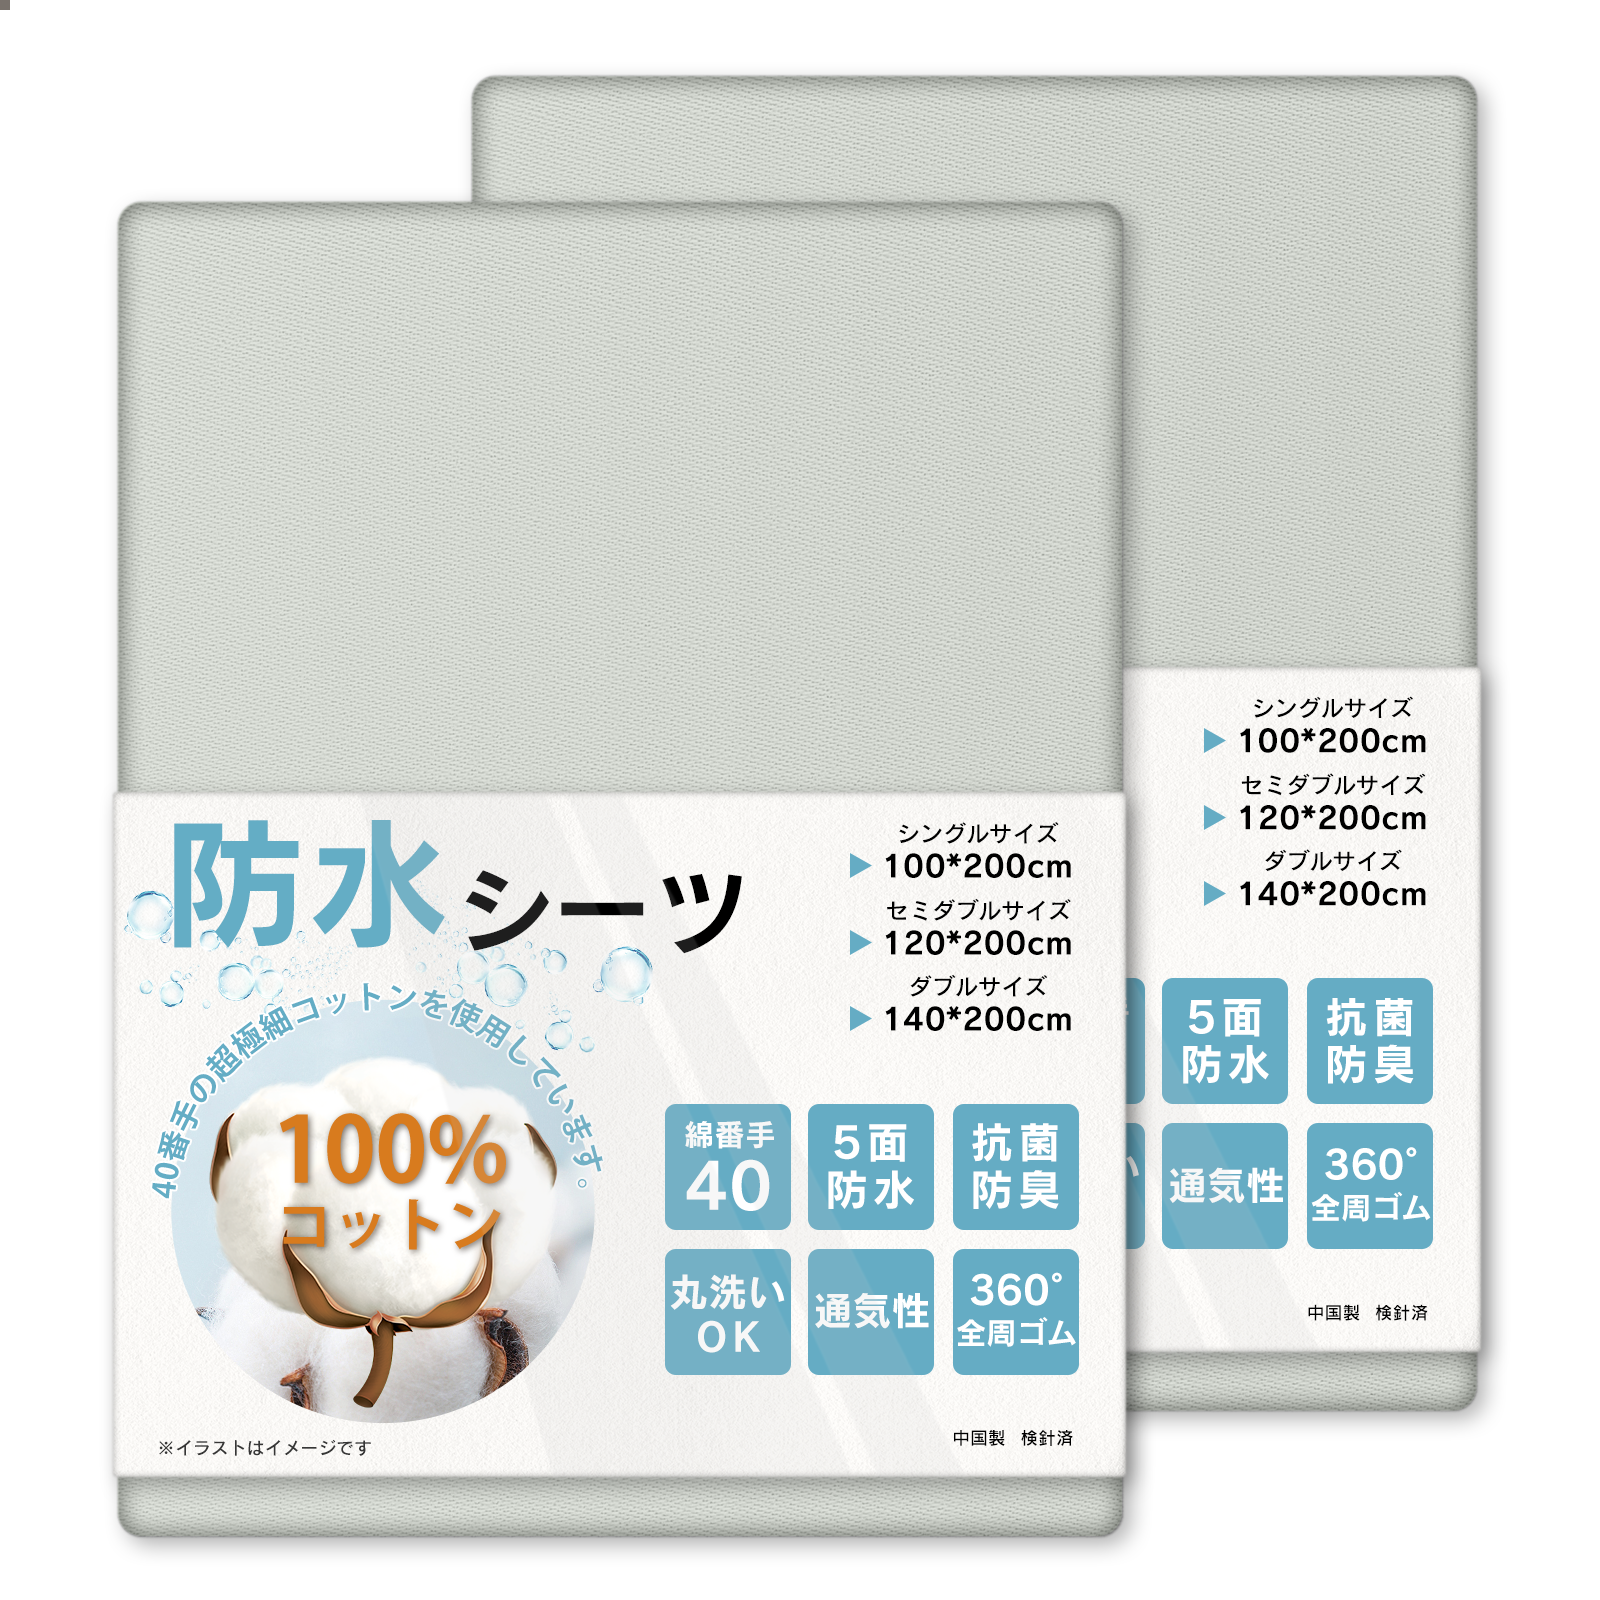 防水シーツ
40番手の超極細コットンを使用しています。
100%
コットン
※イラストはイメージです
シングルサイズ
100*200cm
セミダブルサイズ
120*200cm
ダブルサイズ
140*200cm
綿番手
40
5面
防水
抗菌
防臭
丸洗い
OK
通気性
360°
全周ゴム
中国製 検針済
シングルサイズ
100*200cm
セミダブルサイズ
120*200cm
ダブルサイズ
140*200cm
5面
防水
抗菌
防臭
い
通気性
360°
全周ゴム
中国製 検針済